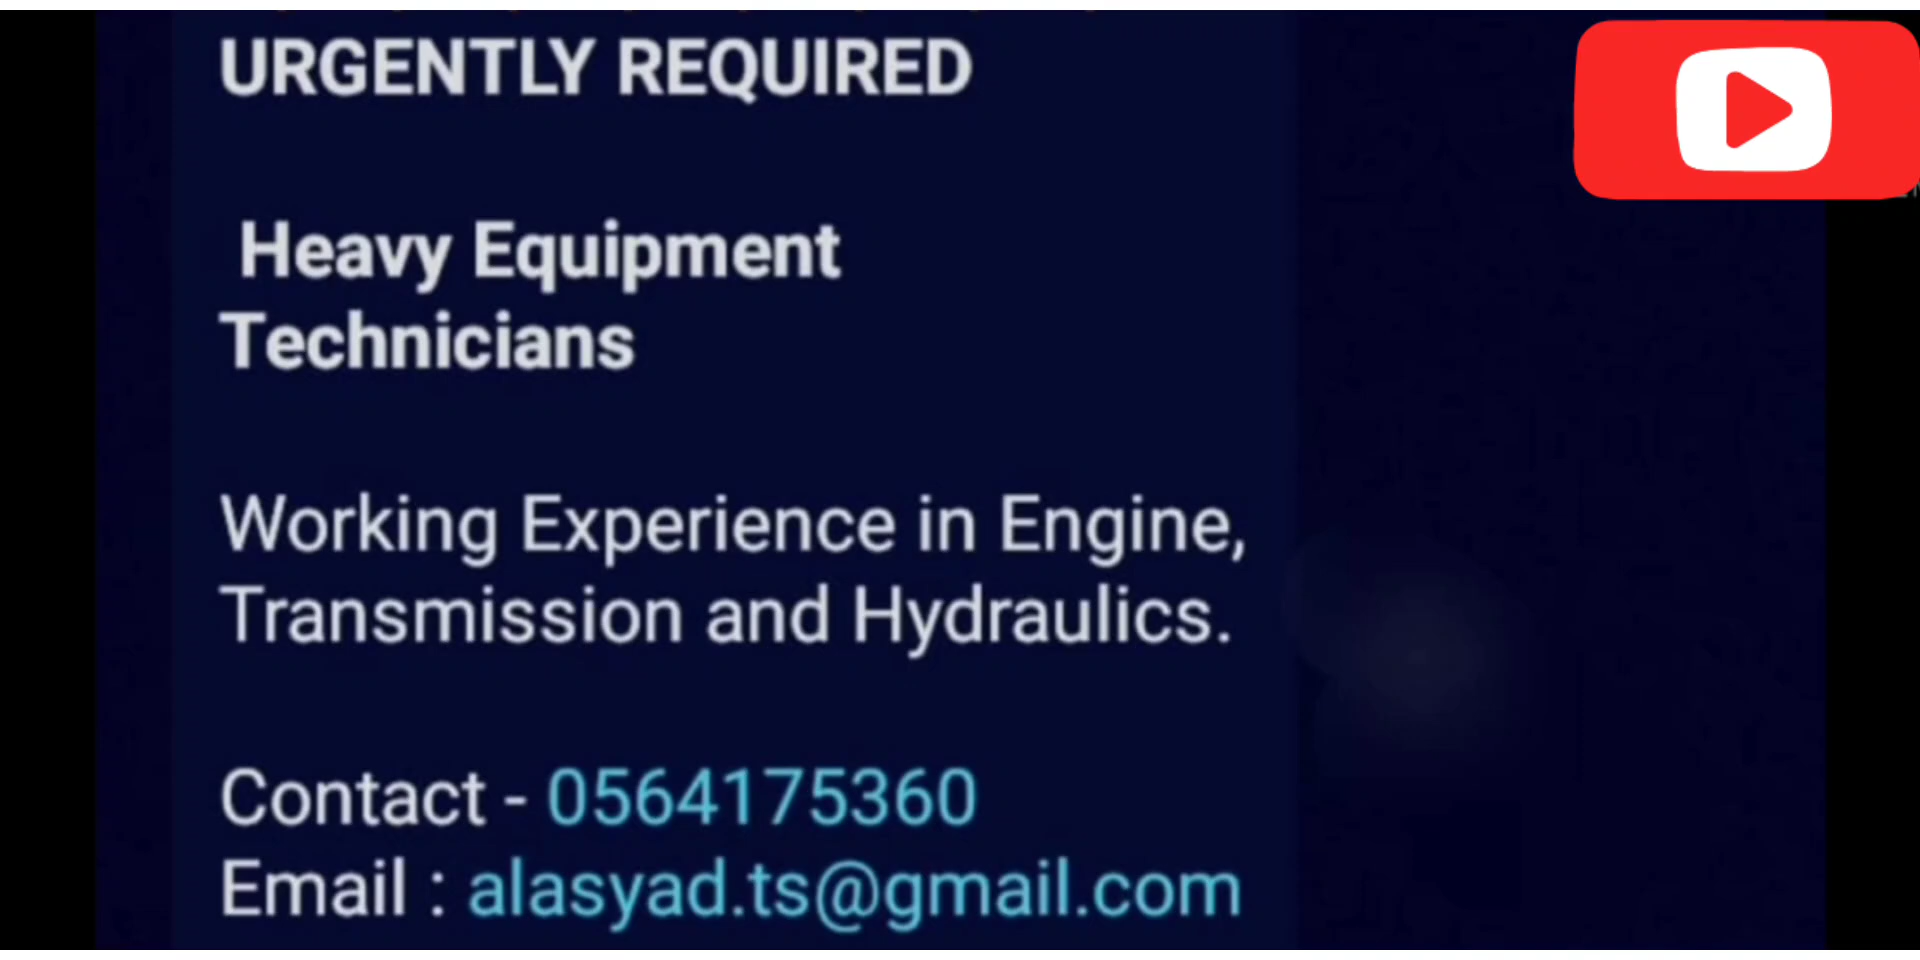 URGENTLY REQUIRED
Heavy Equipment
Technicians
Working Experience in Engine,
Transmission and Hydraulics.
Contact - 0564175360
Email : alasyad.ts@gmail.com